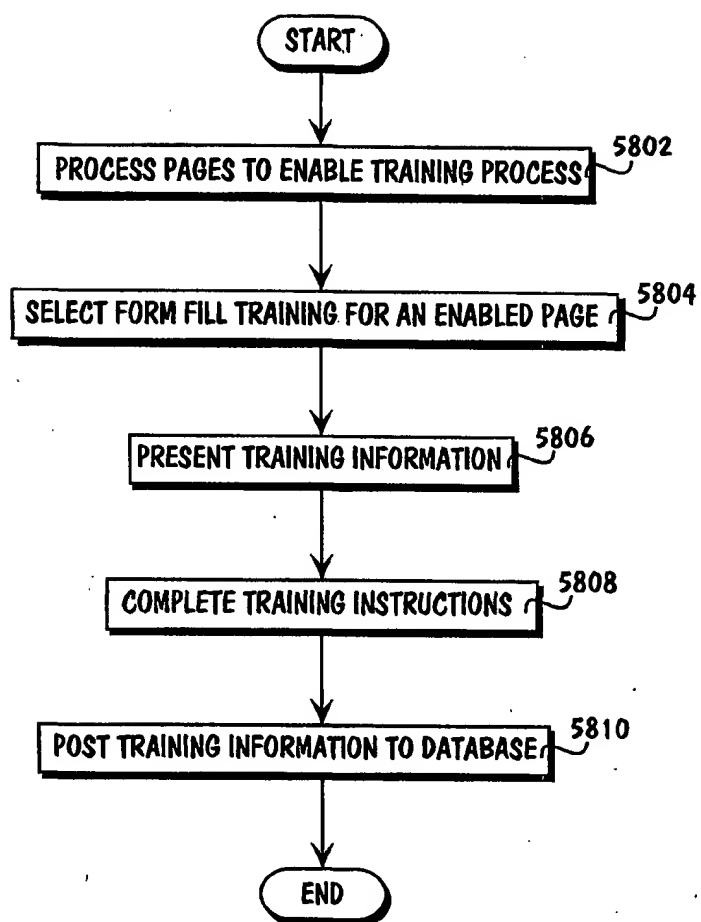 START
PROCESS PAGES TO ENABLE TRAINING PROCESS
5802
SELECT FORM FILL TRAINING FOR AN ENABLED PAGE
5804
PRESENT TRAINING INFORMATION
5806
COMPLETE TRAINING INSTRUCTIONS
5808
POST TRAINING INFORMATION TO DATABASE
5810
END